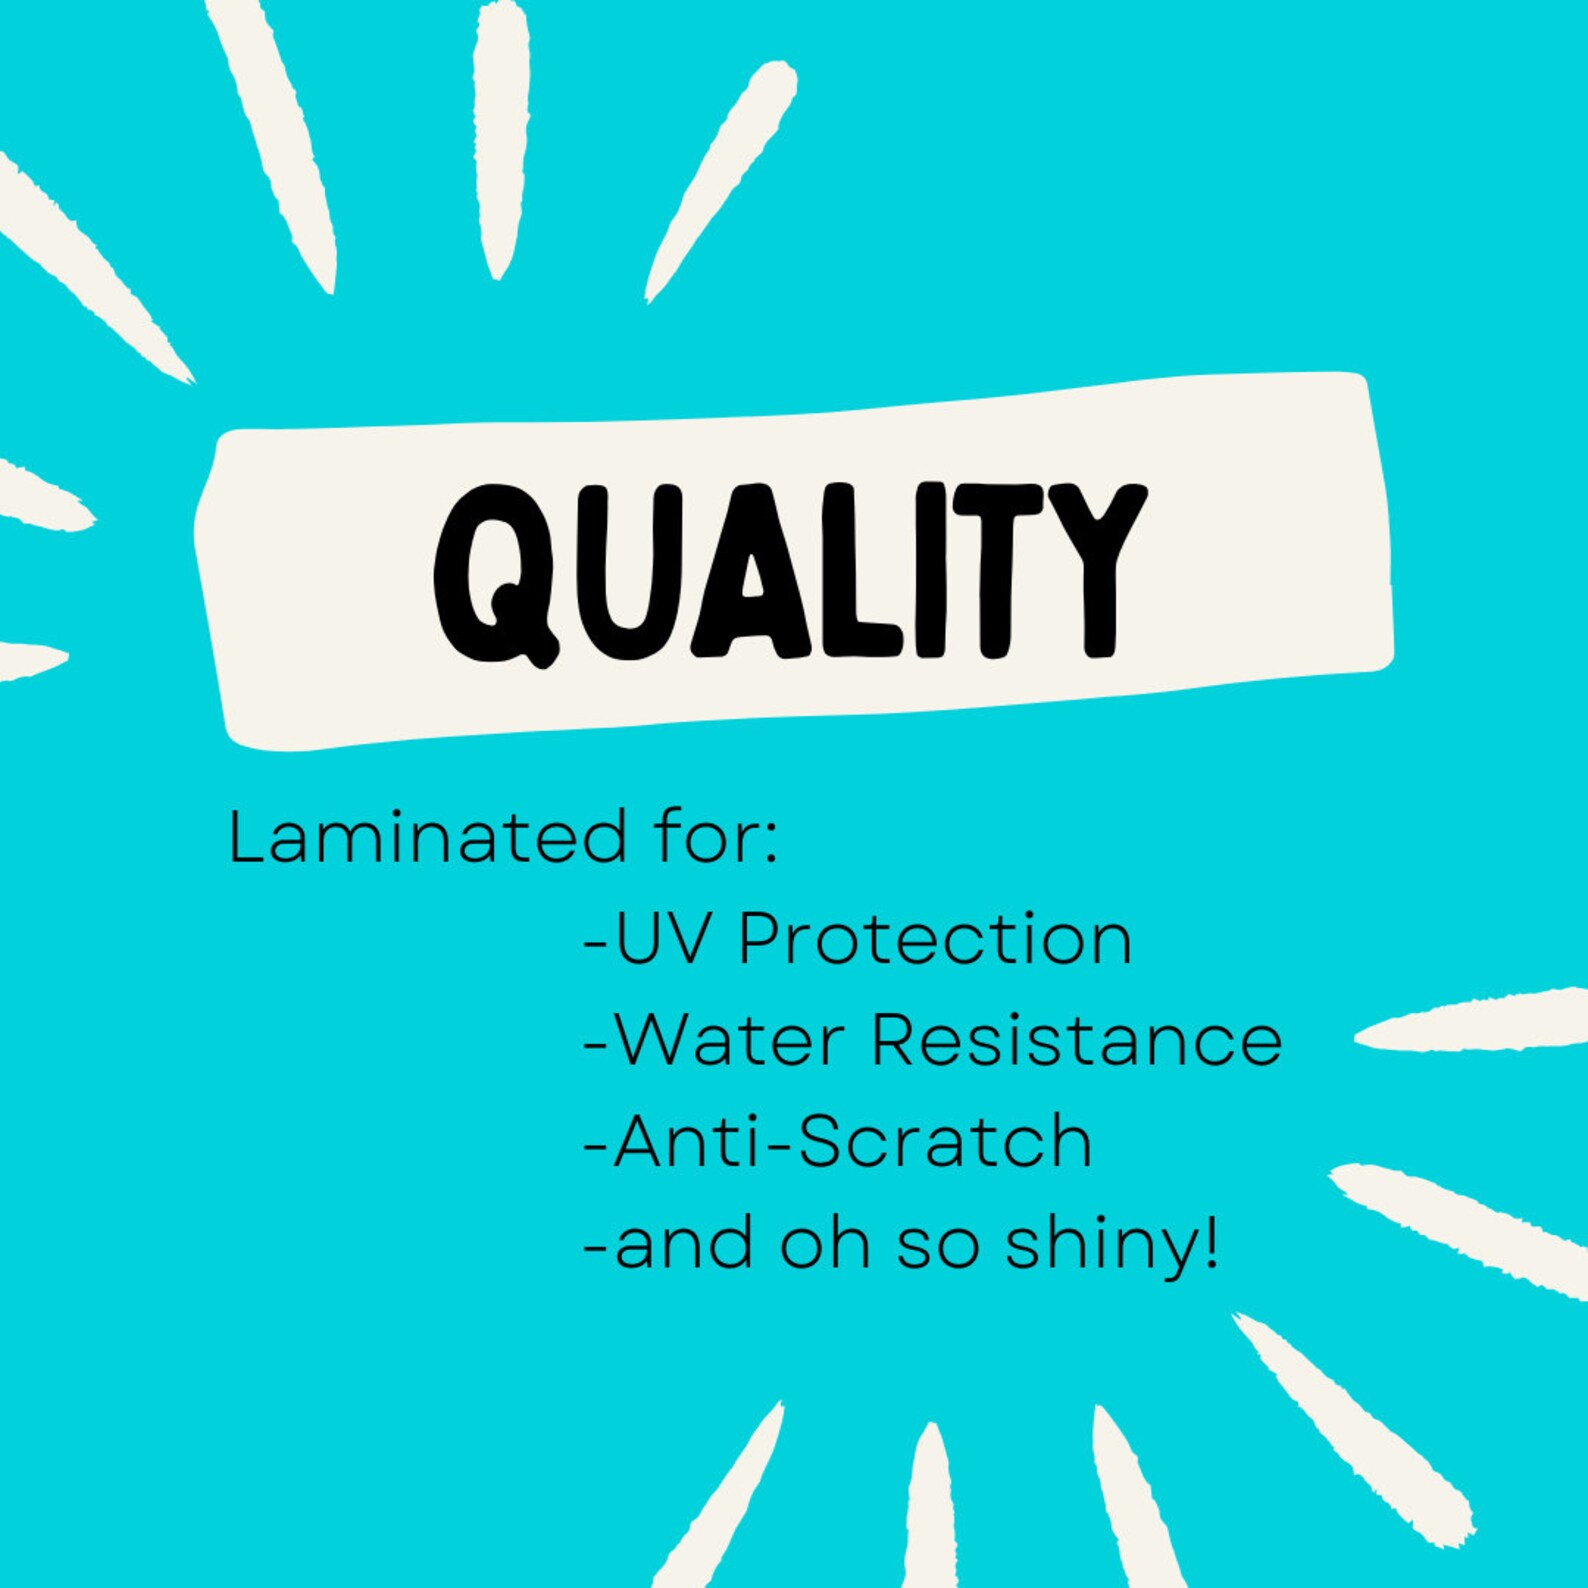 QUALITY
Laminated for:
-UV Protection
-Water Resistance
-Anti-Scratch
-and oh so shiny!